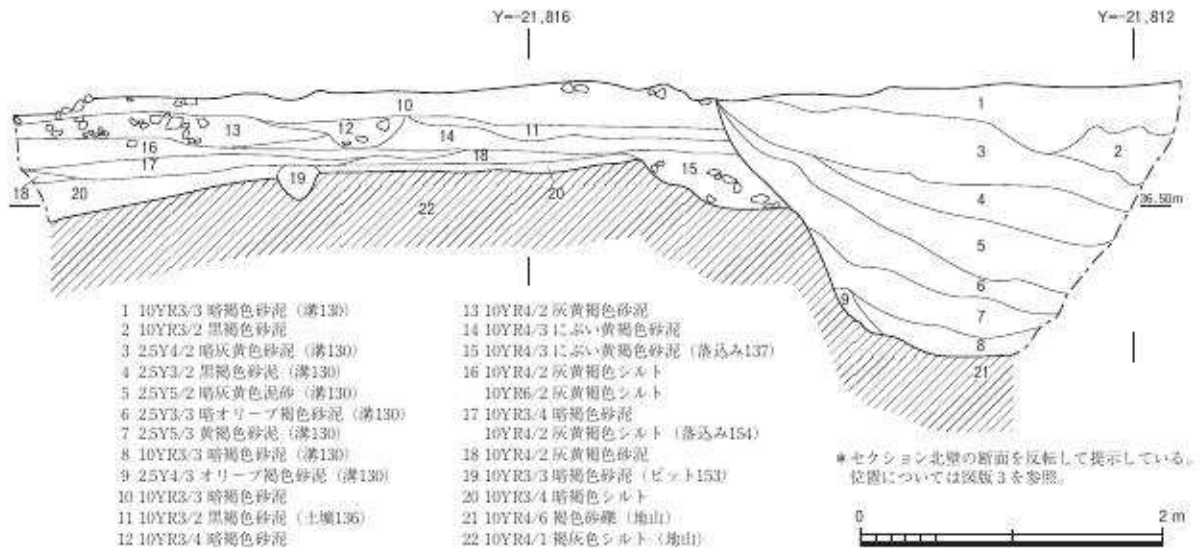 Y=-21,816
Y=-21,812
10
1
13
12
11
14
16
3
2
17
18
15
18
20
19
20
22
4
36.50m
5
6
9
7
8
21
1 10YR3/3 暗褐色砂泥（溝130）
2 10YR3/2 黒褐色砂泥
3 2.5Y4/2 暗灰黄色砂泥（溝130）
4 2.5Y3/2 黒褐色砂泥（溝130）
5 2.5Y5/2 暗灰黄色泥砂（溝130）
6 2.5Y3/3 暗オリーブ褐色砂泥（溝130）
7 2.5Y5/3 黄褐色砂泥（溝130）
8 10YR3/3 暗褐色砂泥（溝130）
9 2.5Y4/3 オリーブ褐色砂泥（溝130）
10 10YR3/3 暗褐色砂泥
11 10YR3/2 黒褐色砂泥（土壙136）
12 10YR3/4 暗褐色砂泥
13 10YR4/2 灰黄褐色砂泥
14 10YR4/3 にぶい黄褐色砂泥
15 10YR4/3 にぶい黄褐色砂泥（落込み137）
16 10YR4/2 灰黄褐色シルト
10YR6/2 灰黄褐色シルト
17 10YR3/4 暗褐色砂泥
10YR4/2 灰黄褐色シルト（落込み154）
18 10YR4/2 灰黄褐色砂泥
19 10YR3/3 暗褐色砂泥（ピット153）
20 10YR3/4 暗褐色シルト
21 10YR4/6 褐色砂礫（地山）
22 10YR4/1 褐灰色シルト（地山）
＊セクション北壁の断面を反転して提示している。
位置については図版3を参照。
0
2 m